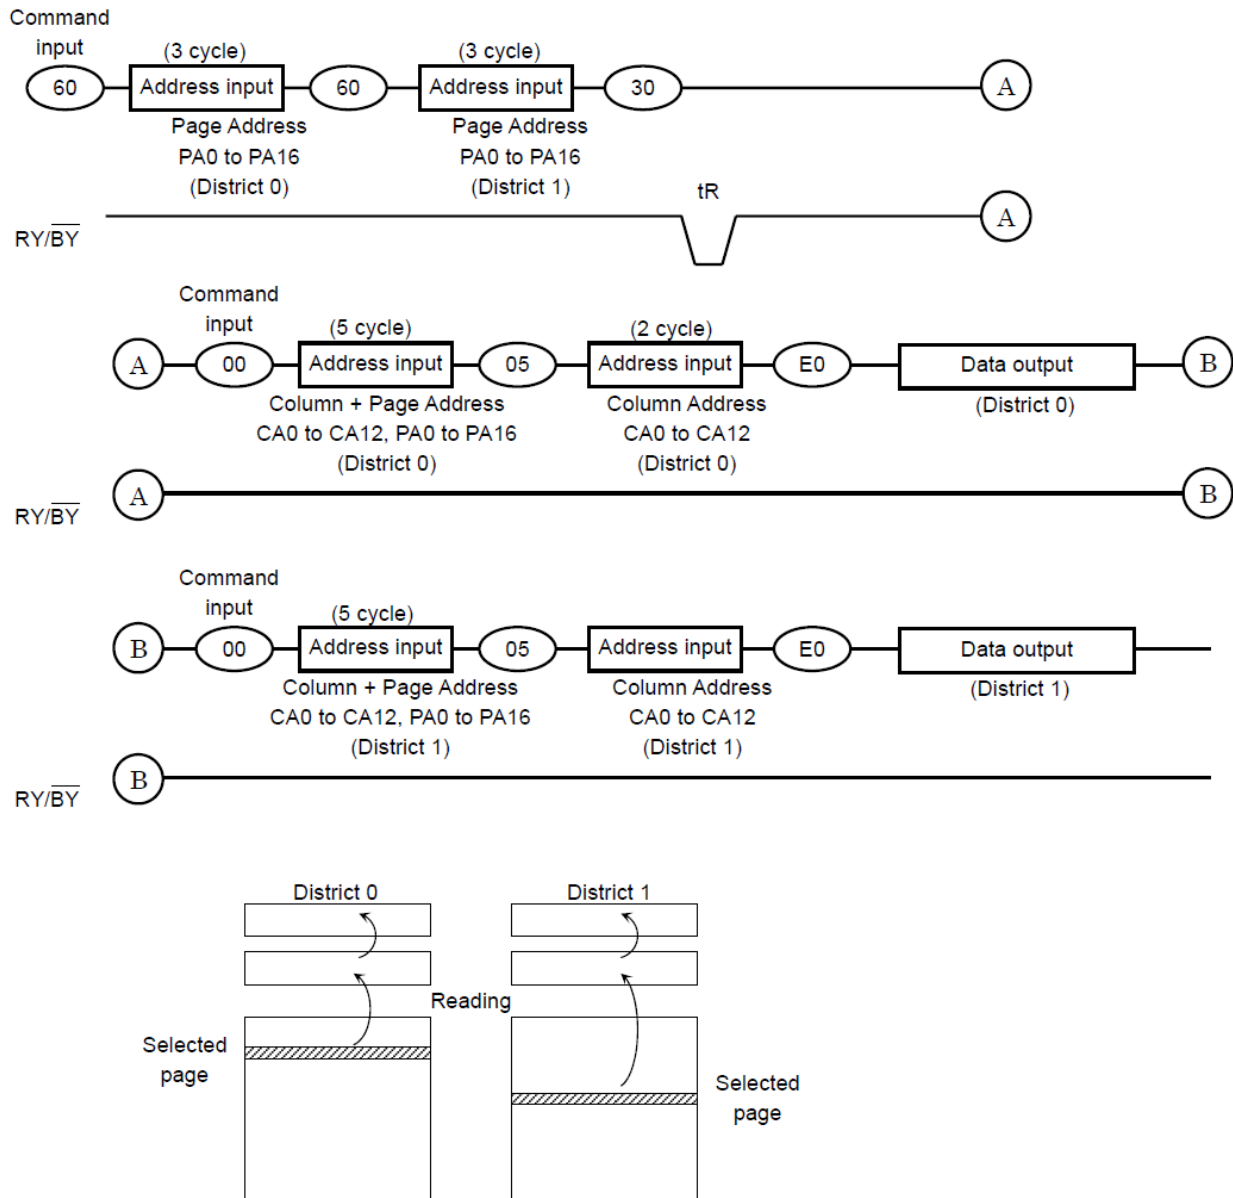 Command
input
(3 cycle)
(3 cycle)
60
Address input
60
Address input
30
A
Page Address
PA0 to PA16
(District 0)
Page Address
PA0 to PA16
(District 1)
tR
RY/BY
A
Command
input
(5 cycle)
(2 cycle)
A
00
Address input
05
Address input
E0
Data output
B
Column + Page Address
CA0 to CA12, PA0 to PA16
(District 0)
Column Address
CA0 to CA12
(District 0)
(District 0)
RY/BY
A
B
Command
input
(5 cycle)
B
00
Address input
05
Address input
E0
Data output
Column + Page Address
CA0 to CA12, PA0 to PA16
(District 1)
Column Address
CA0 to CA12
(District 1)
(District 1)
RY/BY
B
District 0
District 1
Reading
Selected
page
Selected
page